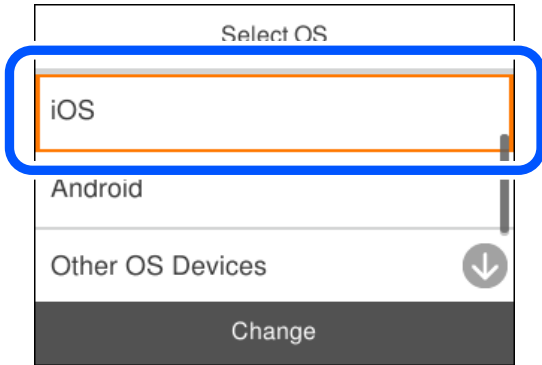 Select OS
iOS
Android
Other OS Devices
Change